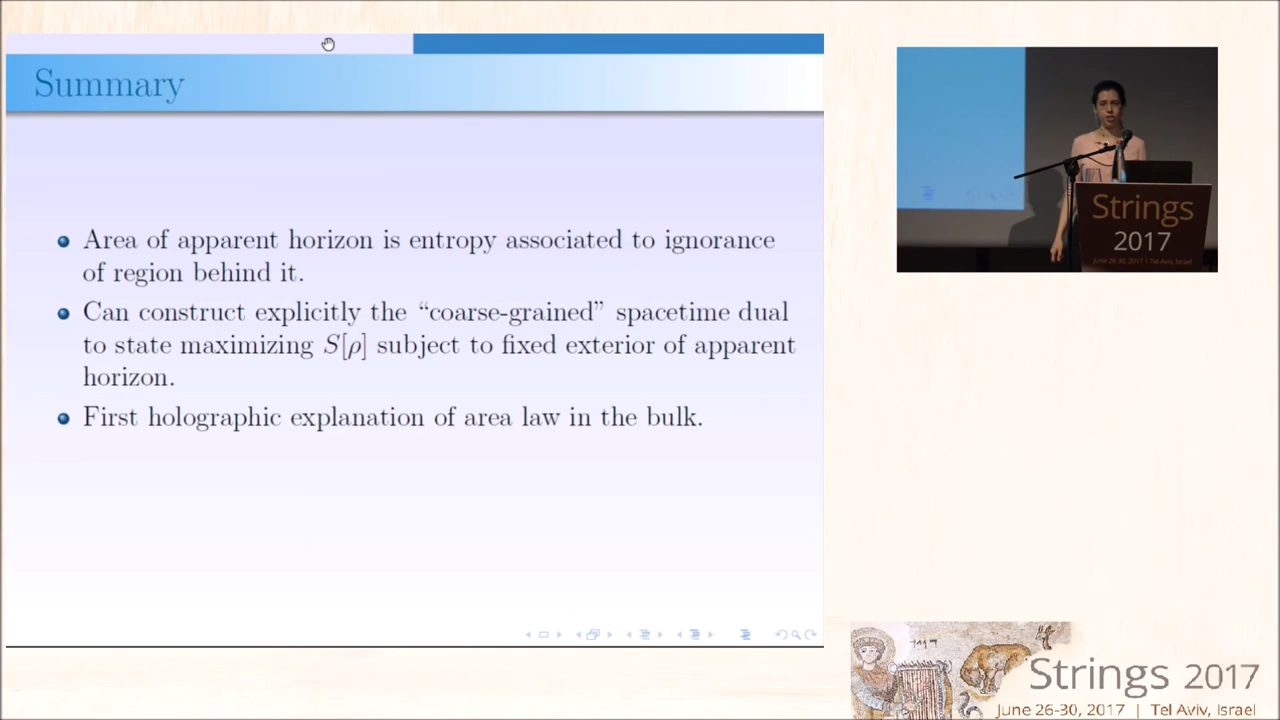 Summary
Area of apparent horizon is entropy associated to ignorance
of region behind it.
Can construct explicitly the “coarse-grained” spacetime dual
to state maximizing S[ρ] subject to fixed exterior of apparent
horizon.
First holographic explanation of area law in the bulk.
Strings
2017
June 26-30, 2017 | Tel Aviv, Israel
Strings 2017
June 26-30, 2017 | Tel Aviv, Israel